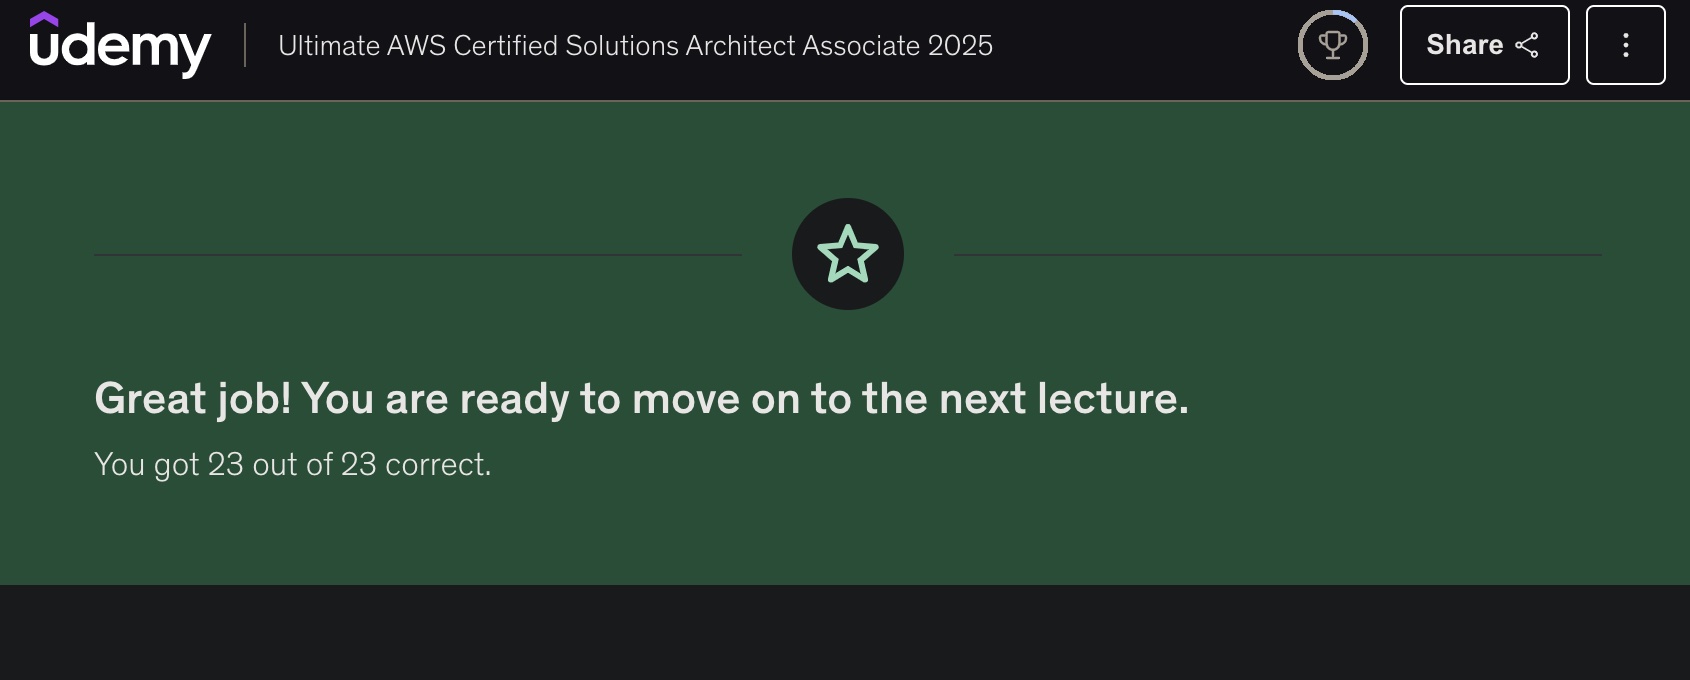 udemy
Ultimate AWS Certified Solutions Architect Associate 2025
Share
Great job! You are ready to move on to the next lecture.
You got 23 out of 23 correct.